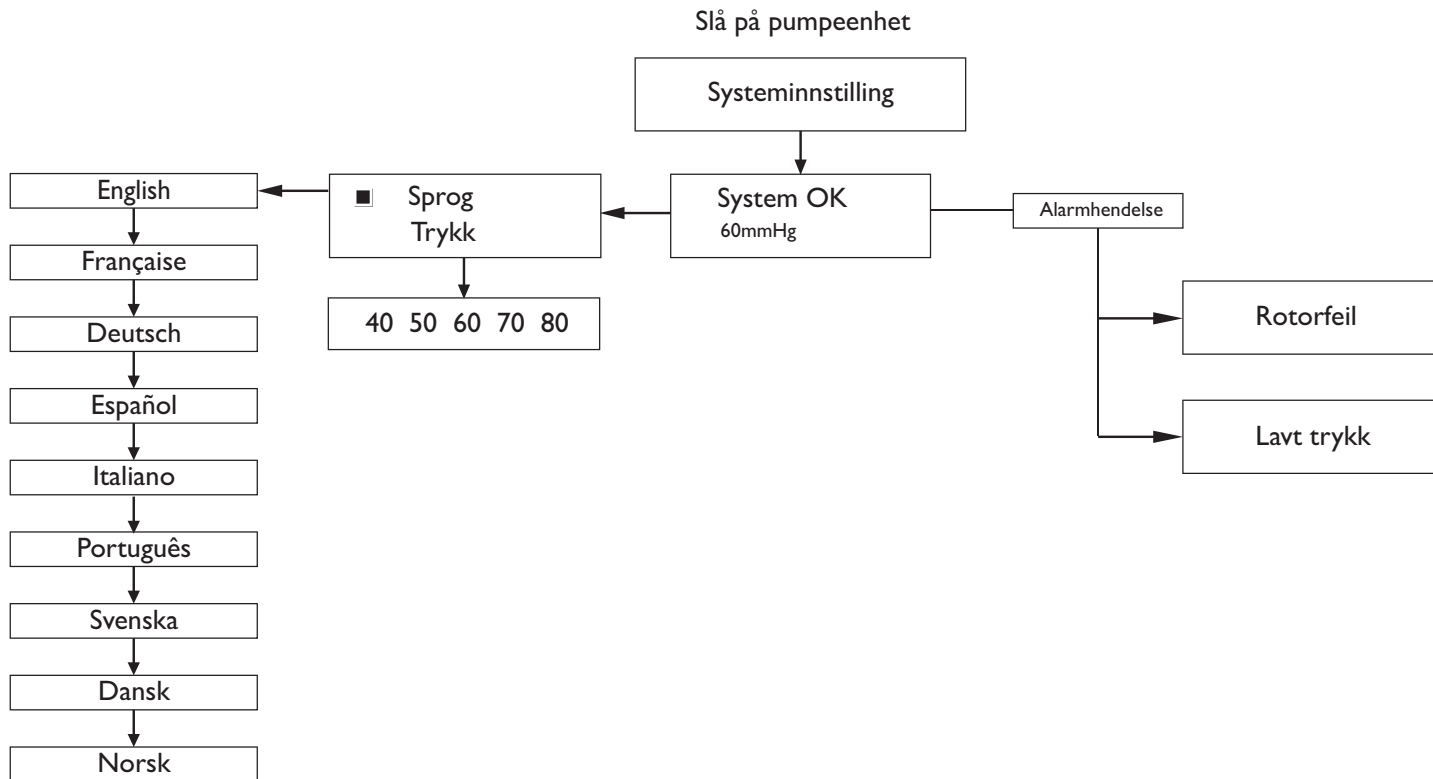 Slå på pumpeenhet
Systeminnstilling
System OK
60mmHg
Sprog
Trykk
40 50 60 70 80
English
Française
Deutsch
Español
Italiano
Português
Svenska
Dansk
Norsk
Alarmhendelse
Rotorfeil
Lavt trykk